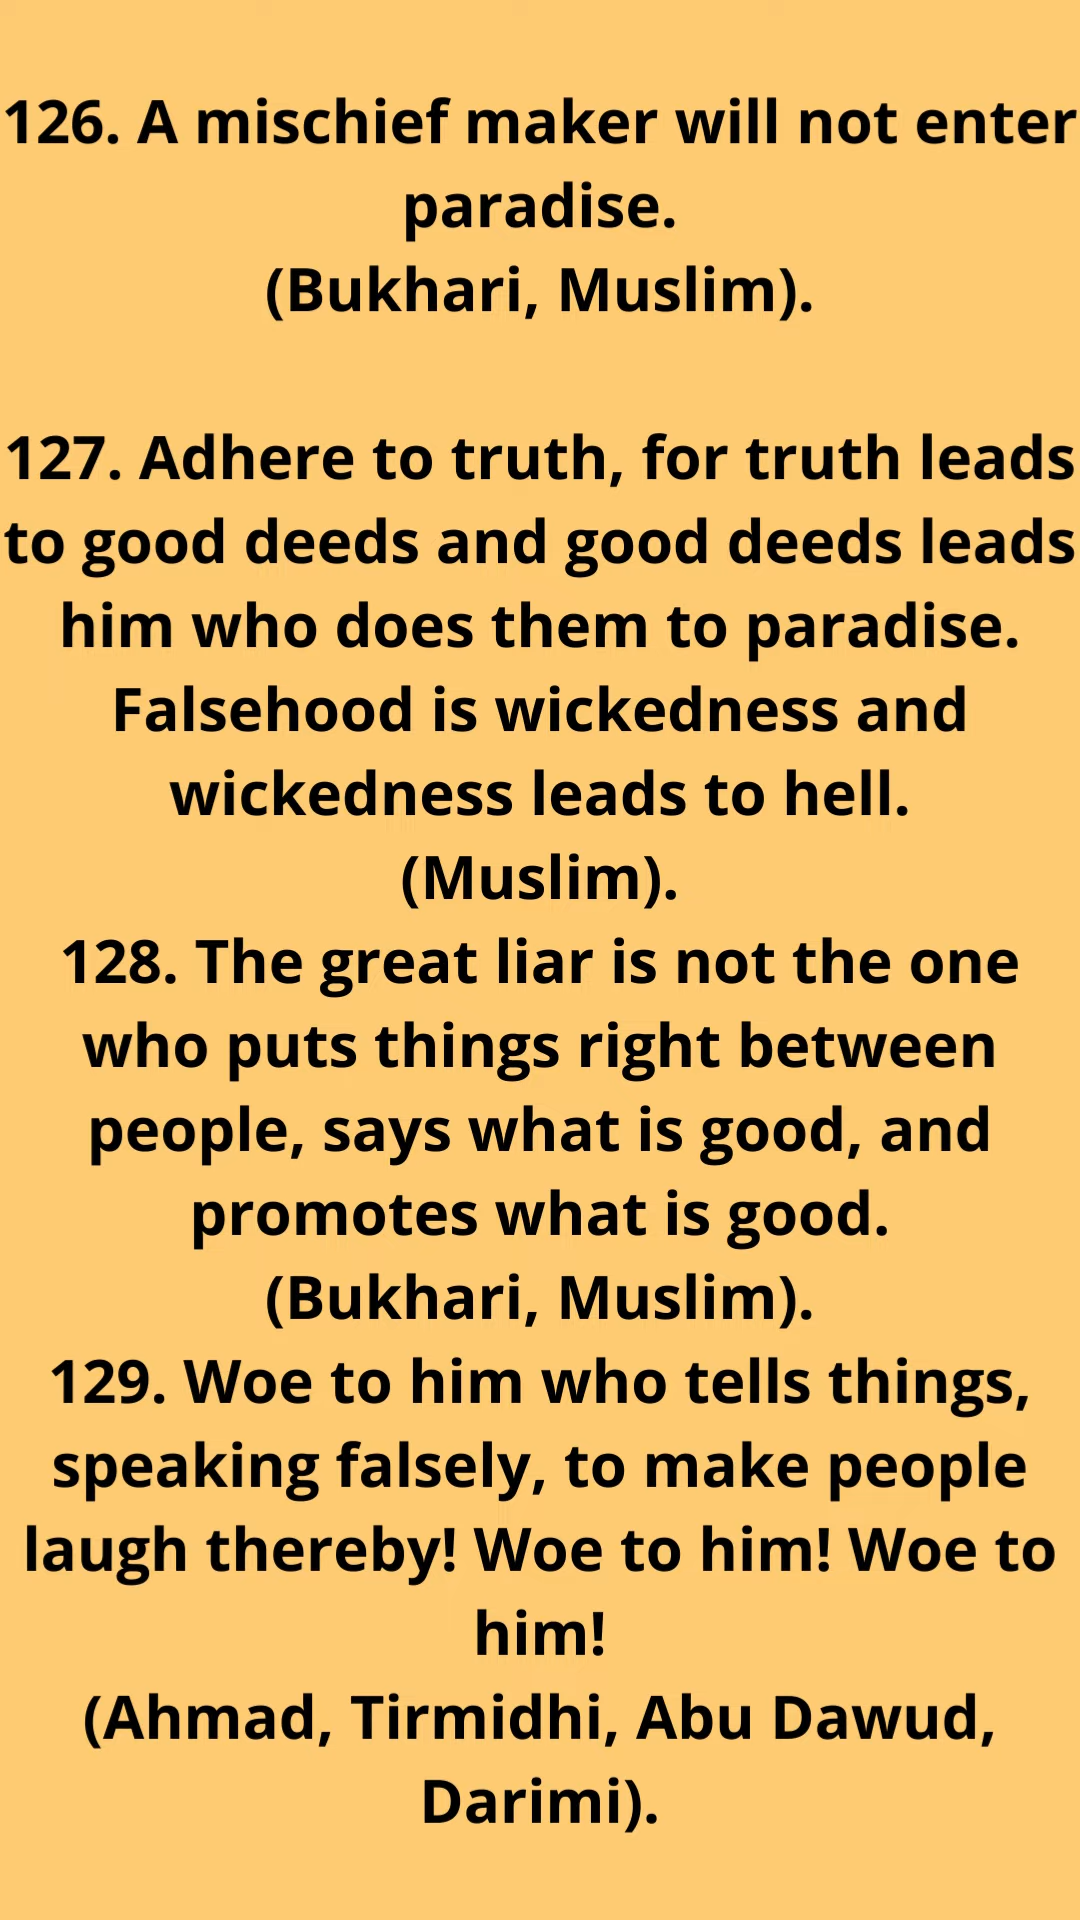 126. A mischief maker will not enter
paradise.
(Bukhari, Muslim).
127. Adhere to truth, for truth leads
to good deeds and good deeds leads
him who does them to paradise.
Falsehood is wickedness and
wickedness leads to hell.
(Muslim).
128. The great liar is not the one
who puts things right between
people, says what is good, and
promotes what is good.
(Bukhari, Muslim).
129. Woe to him who tells things,
speaking falsely, to make people
laugh thereby! Woe to him! Woe to
him!
(Ahmad, Tirmidhi, Abu Dawud,
Darimi).